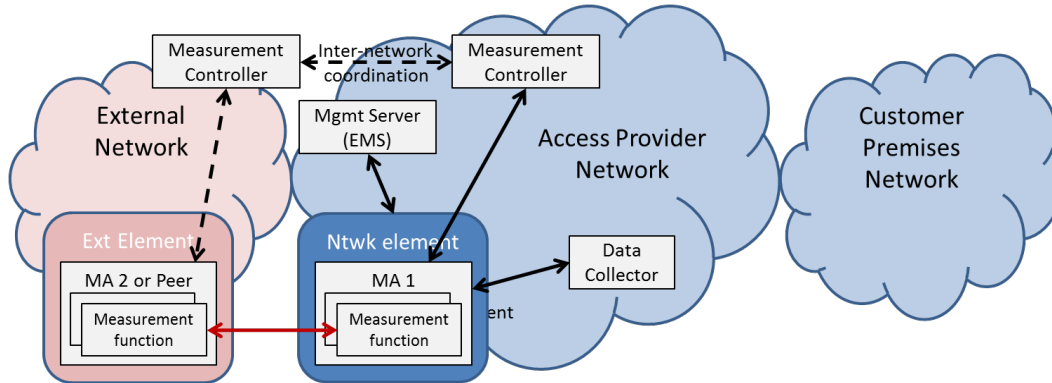 Measurement
Controller
Inter-network
coordination
Measurement
Controller
External
Network
Mgmt Server
(EMS)
Access Provider
Network
Customer
Premises
Network
Ext Element
Ntwk element
MA 2 or Peer
Measurement
function
MA 1
Measurement
function
Data
Collector
ent